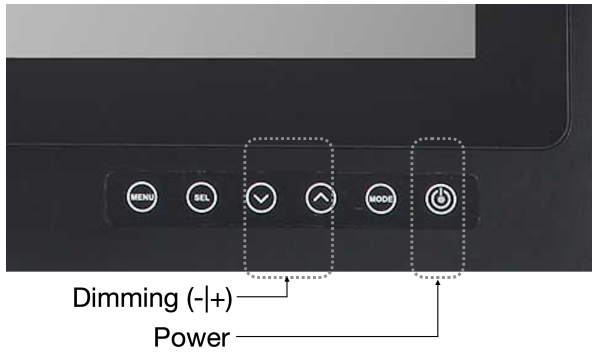 MENU SEL MODE
Dimming (-|+)
Power